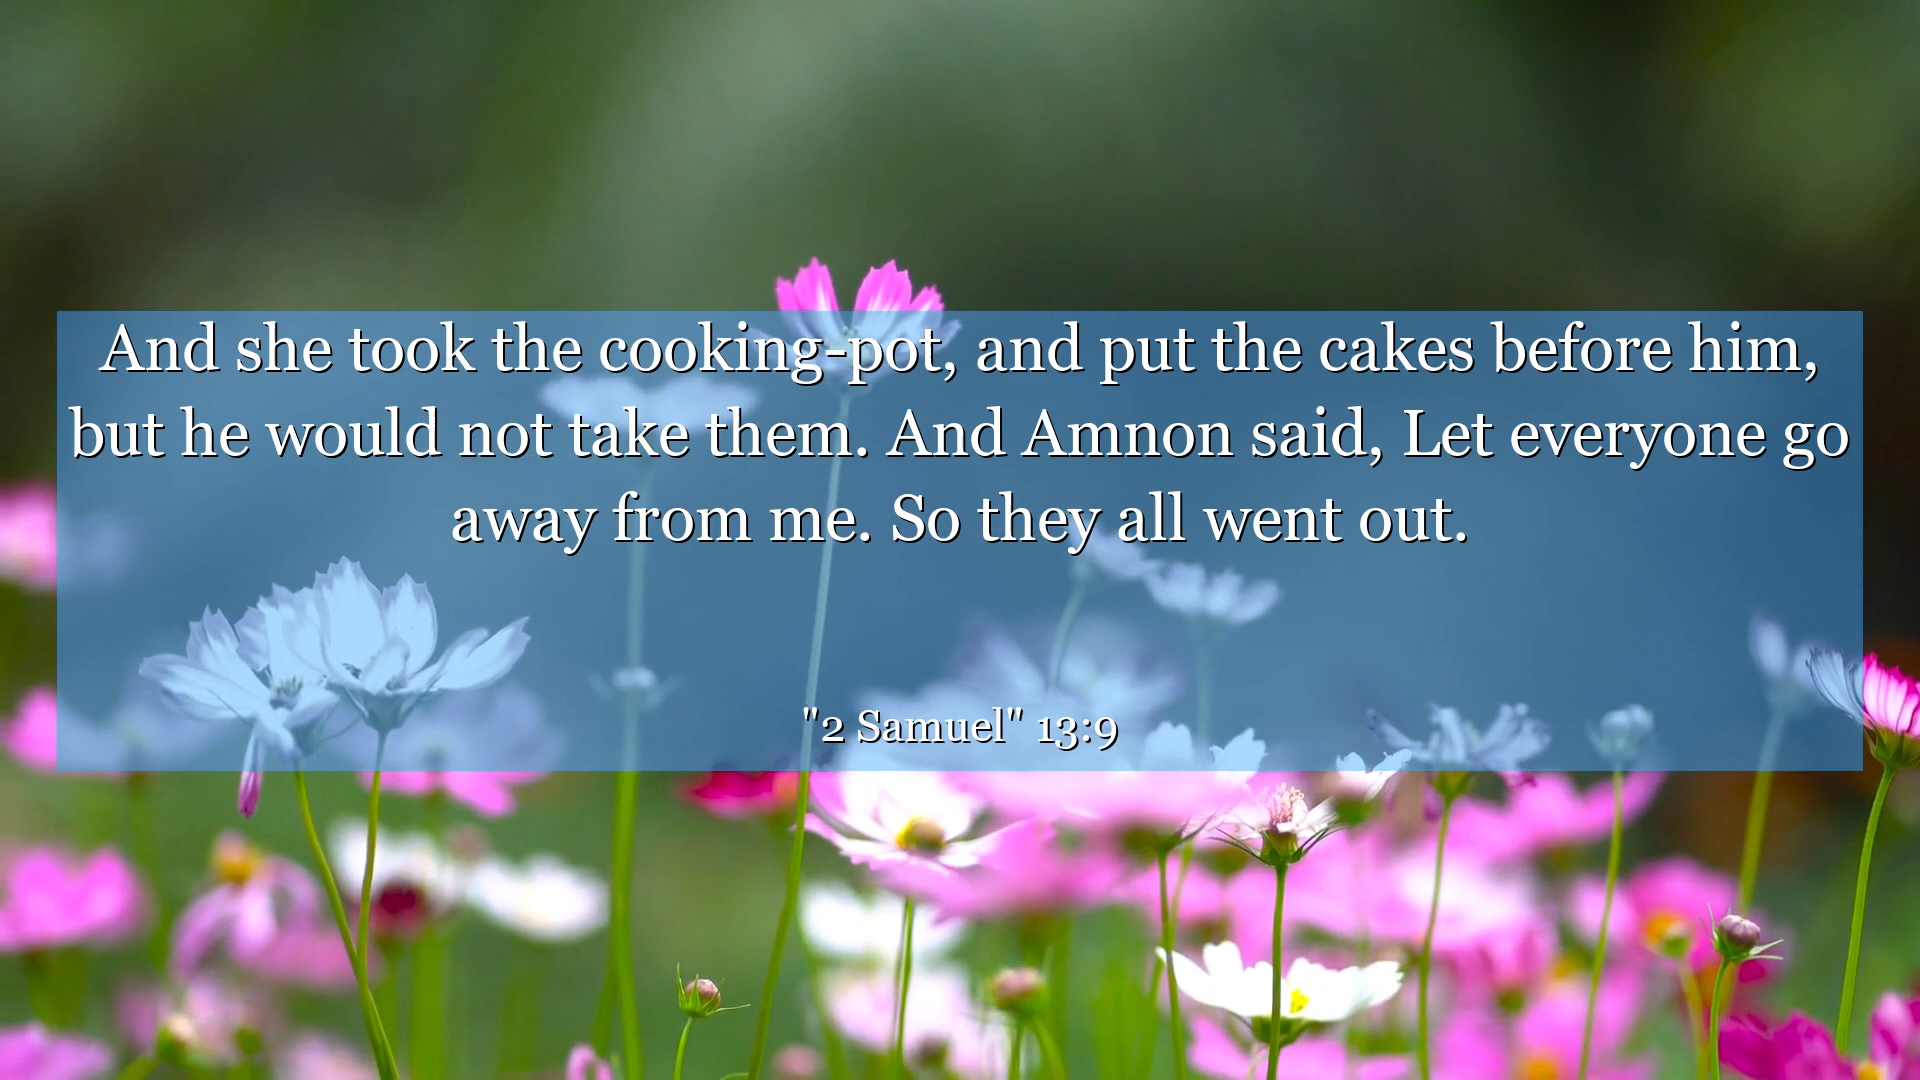 And she took the cooking-pot, and put the cakes before him,
but he would not take them. And Amnon said, Let everyone go
away from me. So they all went out.
"2 Samuel" 13:9